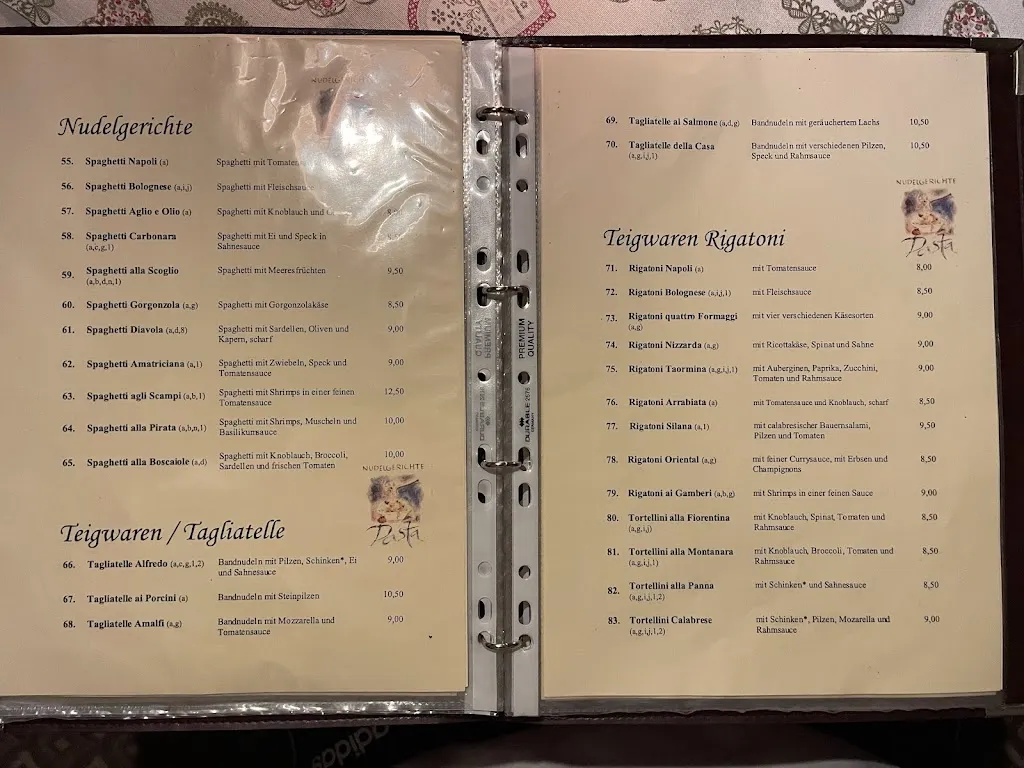 NUDELGERICHTE
Nudelgerichte
55. Spaghetti Napoli (a) Spaghetti mit Tomaten
56. Spaghetti Bolognese (a,i,j) Spaghetti mit Fleischsauce
57. Spaghetti Aglio e Olio (a) Spaghetti mit Knoblauch und
58. Spaghetti Carbonara Spaghetti mit Ei und Speck in
(a,c,g,1) Sahnesauce
59. Spaghetti alla Scoglio Spaghetti mit Meeresfrüchten 9,50
(a,b,d,n,1)
60. Spaghetti Gorgonzola (a,g) Spaghetti mit Gorgonzolakäse 8,50
61. Spaghetti Diavola (a,d,8) Spaghetti mit Sardellen, Oliven und 9,00
Kapern, scharf
62. Spaghetti Amatriciana (a,1) Spaghetti mit Zwiebeln, Speck und 9,00
Tomatensauce
63. Spaghetti agli Scampi (a,b,1) Spaghetti mit Shrimps in einer feinen 12,50
Tomatensauce
64. Spaghetti alla Pirata (a,b,n,1) Spaghetti mit Shrimps, Muscheln und 10,00
Basilikumsauce
65. Spaghetti alla Boscaiole (a,d) Spaghetti mit Knoblauch, Broccoli, 10,00
Sardellen und frischen Tomaten
NUDELGERICHTE
Pasta
Teigwaren / Tagliatelle
66. Tagliatelle Alfredo (a,c,g,1,2) Bandnudeln mit Pilzen, Schinken*, Ei 9,00
und Sahnesauce
67. Tagliatelle ai Porcini (a) Bandnudeln mit Steinpilzen 10,50
68. Tagliatelle Amalfi (a,g) Bandnudeln mit Mozzarella und 9,00
Tomatensauce
PREMIUM
QUALITY
DURABLE 2676
69. Tagliatelle ai Salmone (a,d,g) Bandnudeln mit geräuchertem Lachs 10,50
70. Tagliatelle della Casa Bandnudeln mit verschiedenen Pilzen, 10,50
(a,g,i,j,1) Speck und Rahmsauce
NUDELGERICHTE
Pasta
Teigwaren Rigatoni
71. Rigatoni Napoli (a) mit Tomatensauce 8,00
72. Rigatoni Bolognese (a,i,j,1) mit Fleischsauce 8,50
73. Rigatoni quattro Formaggi mit vier verschiedenen Käsesorten 9,00
(a,g)
74. Rigatoni Nizzarda (a,g) mit Ricottakäse, Spinat und Sahne 9,00
75. Rigatoni Taormina (a,g,i,j,1) mit Auberginen, Paprika, Zucchini, 9,00
Tomaten und Rahmsauce
76. Rigatoni Arrabiata (a) mit Tomatensauce und Knoblauch, scharf 8,50
77. Rigatoni Silana (a,1) mit calabresischer Bauernsalami, 9,50
Pilzen und Tomaten
78. Rigatoni Oriental (a,g) mit feiner Currysauce, mit Erbsen und 8,50
Champignons
79. Rigatoni ai Gamberi (a,b,g) mit Shrimps in einer feinen Sauce 9,00
80. Tortellini alla Fiorentina mit Knoblauch, Spinat, Tomaten und 8,50
(a,g,i,j) Rahmsauce
81. Tortellini alla Montanara mit Knoblauch, Broccoli, Tomaten und 8,50
(a,g,i,j,1) Rahmsauce
82. Tortellini alla Panna mit Schinken* und Sahnesauce 8,50
(a,g,i,j,1,2)
83. Tortellini Calabrese mit Schinken*, Pilzen, Mozarella und 9,00
(a,g,i,j,1,2) Rahmsauce
adidas